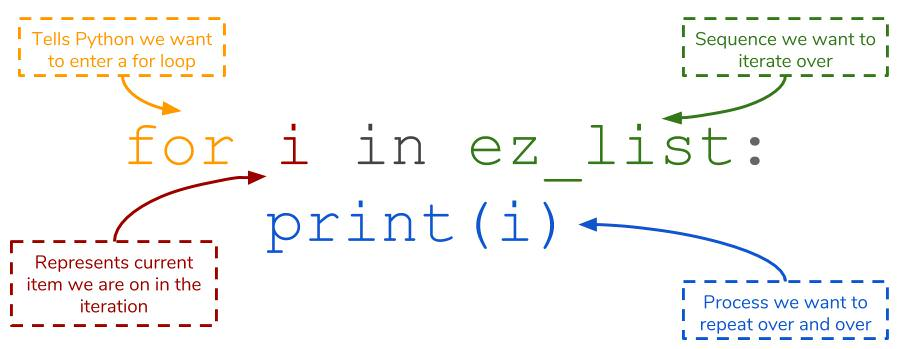 Tells Python we want
to enter a for loop
Sequence we want to
iterate over
for i in ez_list:
print(i)
Represents current
item we are on in the
iteration
Process we want to
repeat over and over